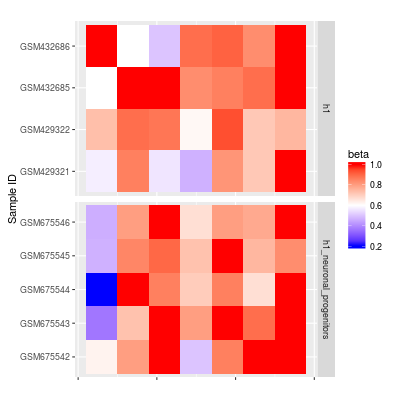 GSM432686
GSM432685
GSM429322
GSM429321
h1
GSM675546
GSM675545
GSM675544
GSM675543
GSM675542
h1_neuronal_progenitors
Sample ID
beta
1.0
0.8
0.6
0.4
0.2